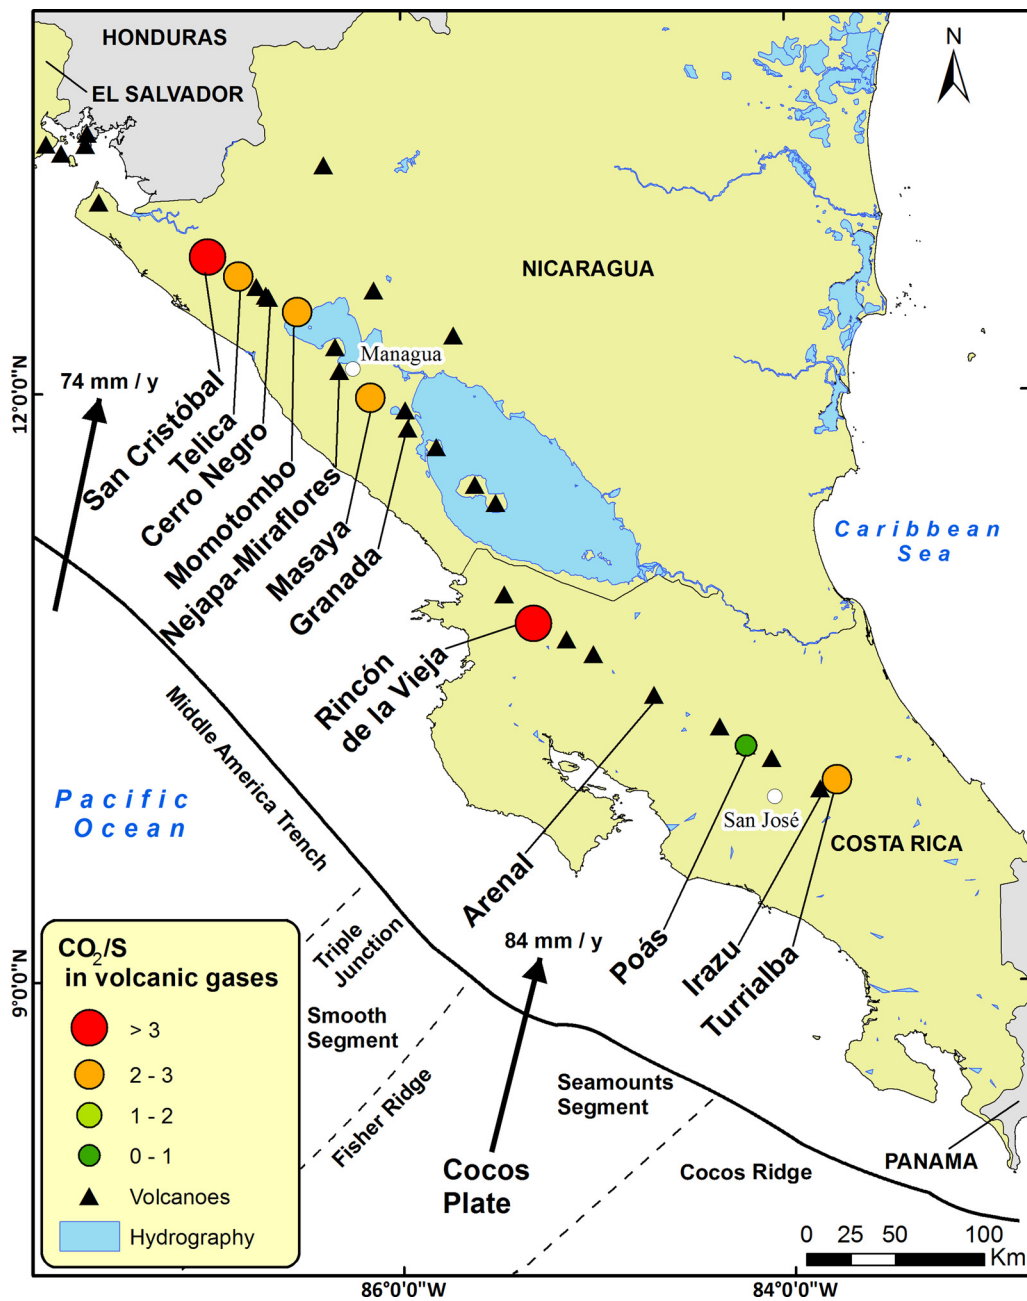 HONDURAS
EL SALVADOR
N
NICARAGUA
Managua
74 mm / y
12°0'0"N
San Cristóbal
Telica
Cerro Negro
Momotombo
Nejapa-Miraflores
Masaya
Granada
Caribbean
Sea
Rincón
de la Vieja
Middle America Trench
Pacific
Ocean
San José
COSTA RICA
Arenal
Poás
Irazu
Turrialba
84 mm / y
9°0'0"N
Triple
Junction
Smooth
Segment
Fisher Ridge
Seamounts
Segment
Cocos
Plate
Cocos Ridge
PANAMA
CO2/S
in volcanic gases
> 3
2 - 3
1 - 2
0 - 1
Volcanoes
Hydrography
0 25 50 100
Km
86°0'0"W
84°0'0"W